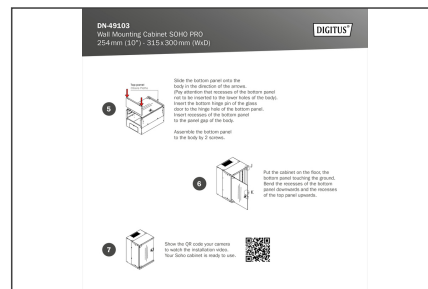 DN-49103
Wall Mounting Cabinet SOHO PRO
254 mm (10") - 315 x 300 mm (WxD)
DIGITUS®
5
Slide the bottom panel onto the
body in the direction of the arrows.
(Pay attention that recesses of the bottom panel
not to be inserted to the lower holes of the body).
Insert the bottom hinge pin of the glass
door to the hinge hole of the bottom panel.
Insert recesses of the bottom panel
to the panel gap of the body.
Assemble the bottom panel
to the body by 2 screws.
6
Put the cabinet on the floor, the
bottom panel touching the ground.
Bend the recesses of the bottom
panel downwards and the recesses
of the top panel upwards.
7
Show the QR code your camera
to watch the installation video.
Your Soho cabinet is ready to use.